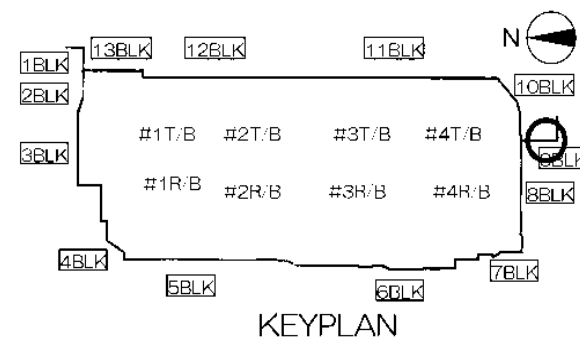 N
13BLK 12BLK 11BLK
1BLK
2BLK 10BLK
#1T/B #2T/B #3T/B #4T/B
3BLK 9BLK
#1R/B #2R/B #3R/B #4R/B 8BLK
4BLK 7BLK
5BLK 6BLK
KEYPLAN